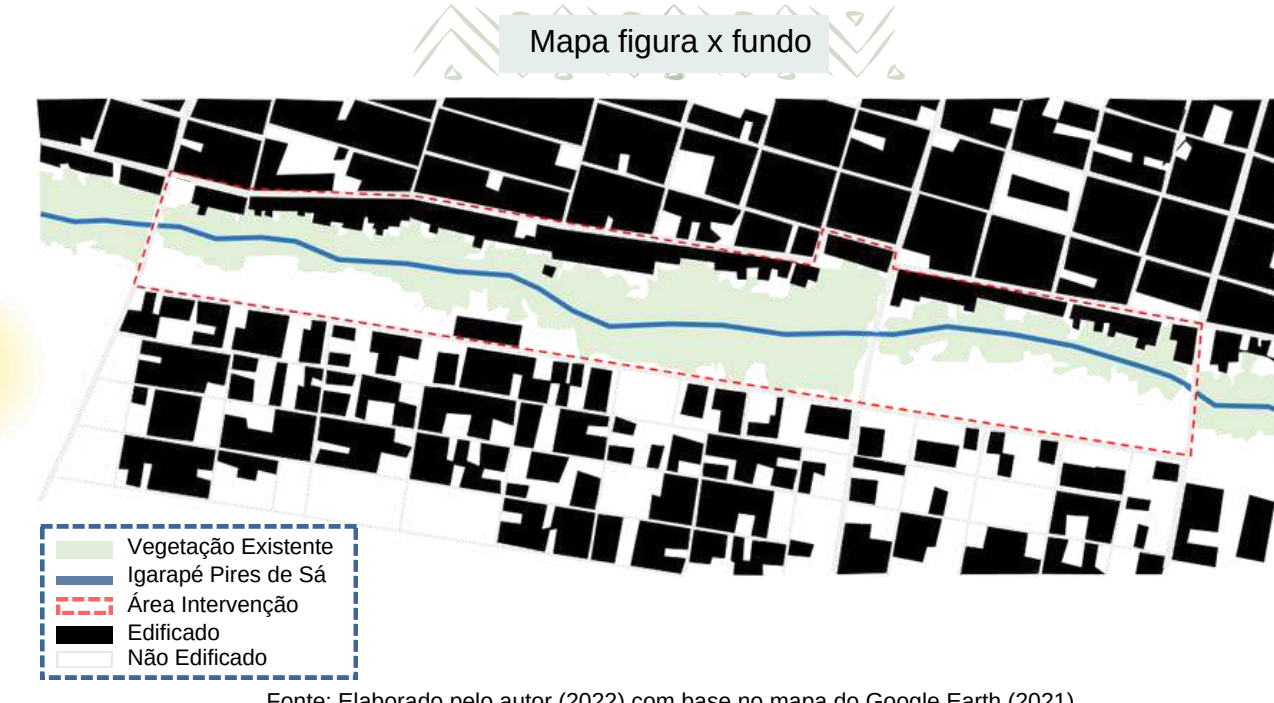 Mapa figura x fundo
Vegetação Existente
Igarapé Pires de Sá
Área Intervenção
Edificado
Não Edificado
Fonte: Elaborado pelo autor (2022) com base no mapa do Google Earth (2021)